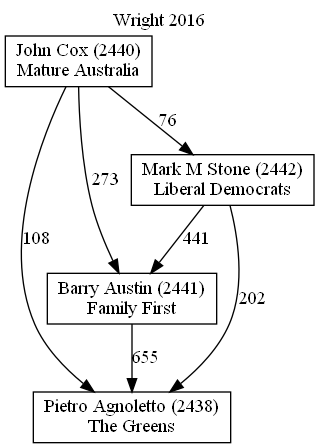 Wright 2016
John Cox (2440)
Mature Australia
76
Mark M Stone (2442)
Liberal Democrats
273
108
441
202
Barry Austin (2441)
Family First
655
Pietro Agnoletto (2438)
The Greens